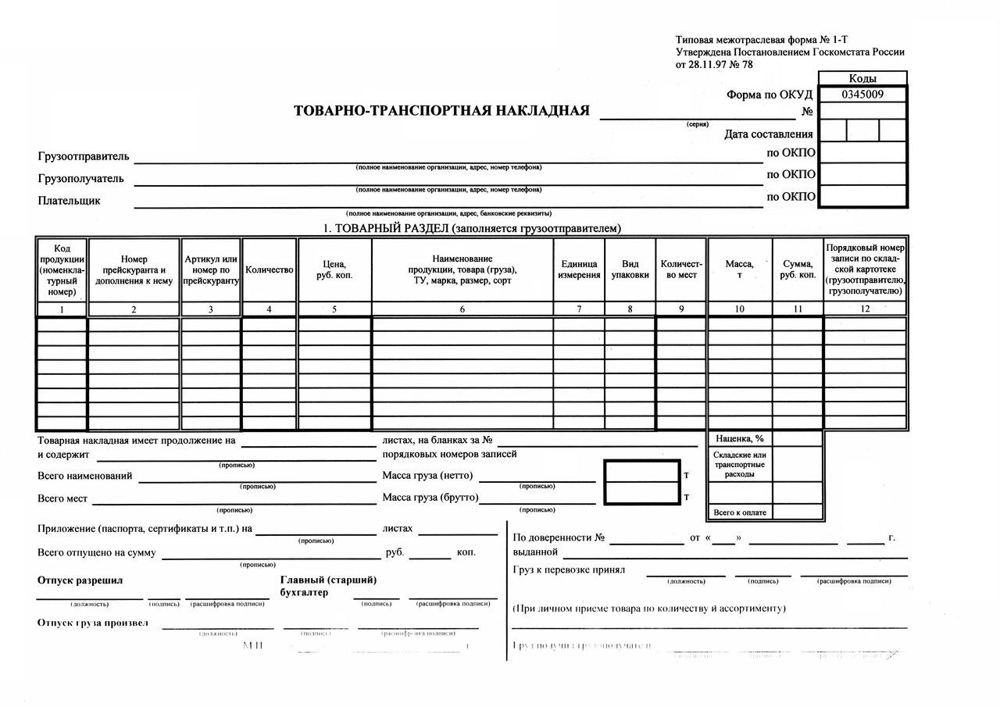 Типовая межотраслевая форма № 1-Т
Утверждена Постановлением Госкомстата России
от 28.11.97 № 78
Коды
Форма по ОКУД 0345009
ТОВАРНО-ТРАНСПОРТНАЯ НАКЛАДНАЯ №
(серия)
Дата составления
Грузоотправитель по ОКПО
(полное наименование организации, адрес, номер телефона)
Грузополучатель по ОКПО
(полное наименование организации, адрес, номер телефона)
Плательщик по ОКПО
(полное наименование организации, адрес, банковские реквизиты)
1. ТОВАРНЫЙ РАЗДЕЛ (заполняется грузоотправителем)
Код
продукции
(номенкла-
турный
номер)
Номер
прейскуранта и
дополнения к нему
Артикул или
номер по
прейскуранту
Количество
Цена,
руб. коп.
Наименование
продукции, товара (груза),
ТУ, марка, размер, сорт
Единица
измерения
Вид
упаковки
Количест-
во мест
Масса,
т
Сумма,
руб. коп.
Порядковый номер
записи по склад-
ской картотеке
(грузоотправителю,
грузополучателю)
1 2 3 4 5 6 7 8 9 10 11 12
Товарная накладная имеет продолжение на листах, на бланках за №
Наценка, %
и содержит порядковых номеров записей
(прописью)
Складские или
транспортные
расходы
Всего наименований Масса груза (нетто) т
(прописью) (прописью)
Всего мест Масса груза (брутто) т
(прописью) (прописью)
Всего к оплате
Приложение (паспорта, сертификаты и т.п.) на листах
(прописью)
Всего отпущено на сумму руб. коп.
(прописью)
Отпуск разрешил
Главный (старший)
бухгалтер
(должность) (подпись) (расшифровка подписи) (подпись) (расшифровка подписи)
Отпуск груза произвел
(должность) (подпись) (расшифровка подписи)
М П
По доверенности № от « » г.
выданной
Груз к перевозке принял
(должность) (подпись) (расшифровка подписи)
(При личном приеме товара по количеству и ассортименту)
Груз получил грузополучатель